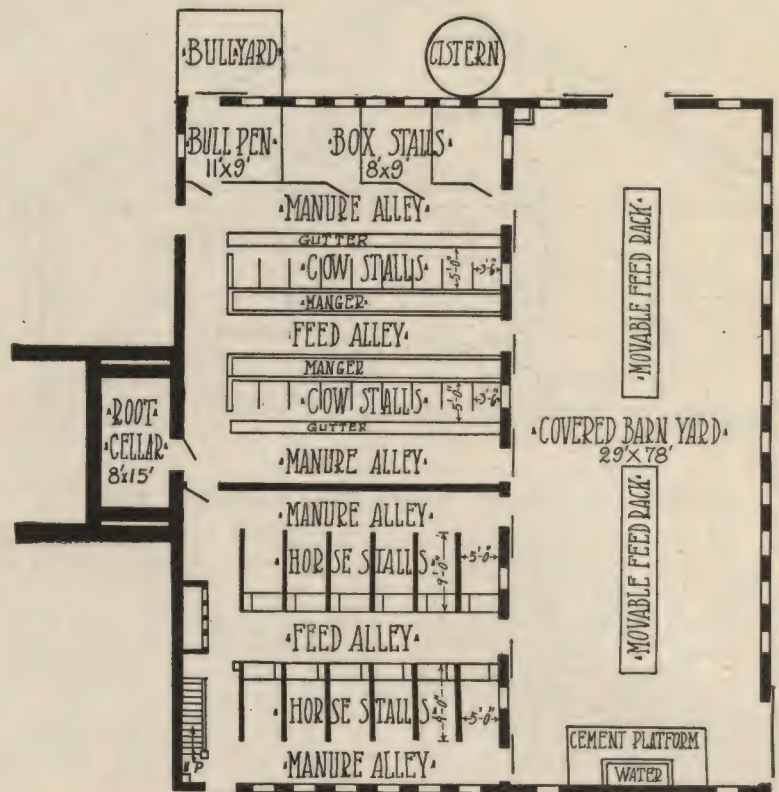 ·BULLYARD·
CISTERN
·BULL PEN·
11'x9'
·BOX STALLS·
8'x9'
·MANURE ALLEY·
GUTTER
·COW STALLS·
5'-0"
3'-6"
·MANGER·
·FEED ALLEY·
MANGER
·COW STALLS·
5'-0"
3'-6"
GUTTER
·MANURE ALLEY·
·ROOT·
·CELLAR·
8'x15'
·MOVABLE FEED RACK·
·COVERED BARN YARD·
29'x78'
·MOVABLE FEED RACK·
·MANURE ALLEY·
·HORSE STALLS·
9'-0"
5'-0"
·FEED ALLEY·
·HORSE STALLS·
9'-0"
5'-0"
·MANURE ALLEY·
UP
CEMENT PLATFORM
WATER